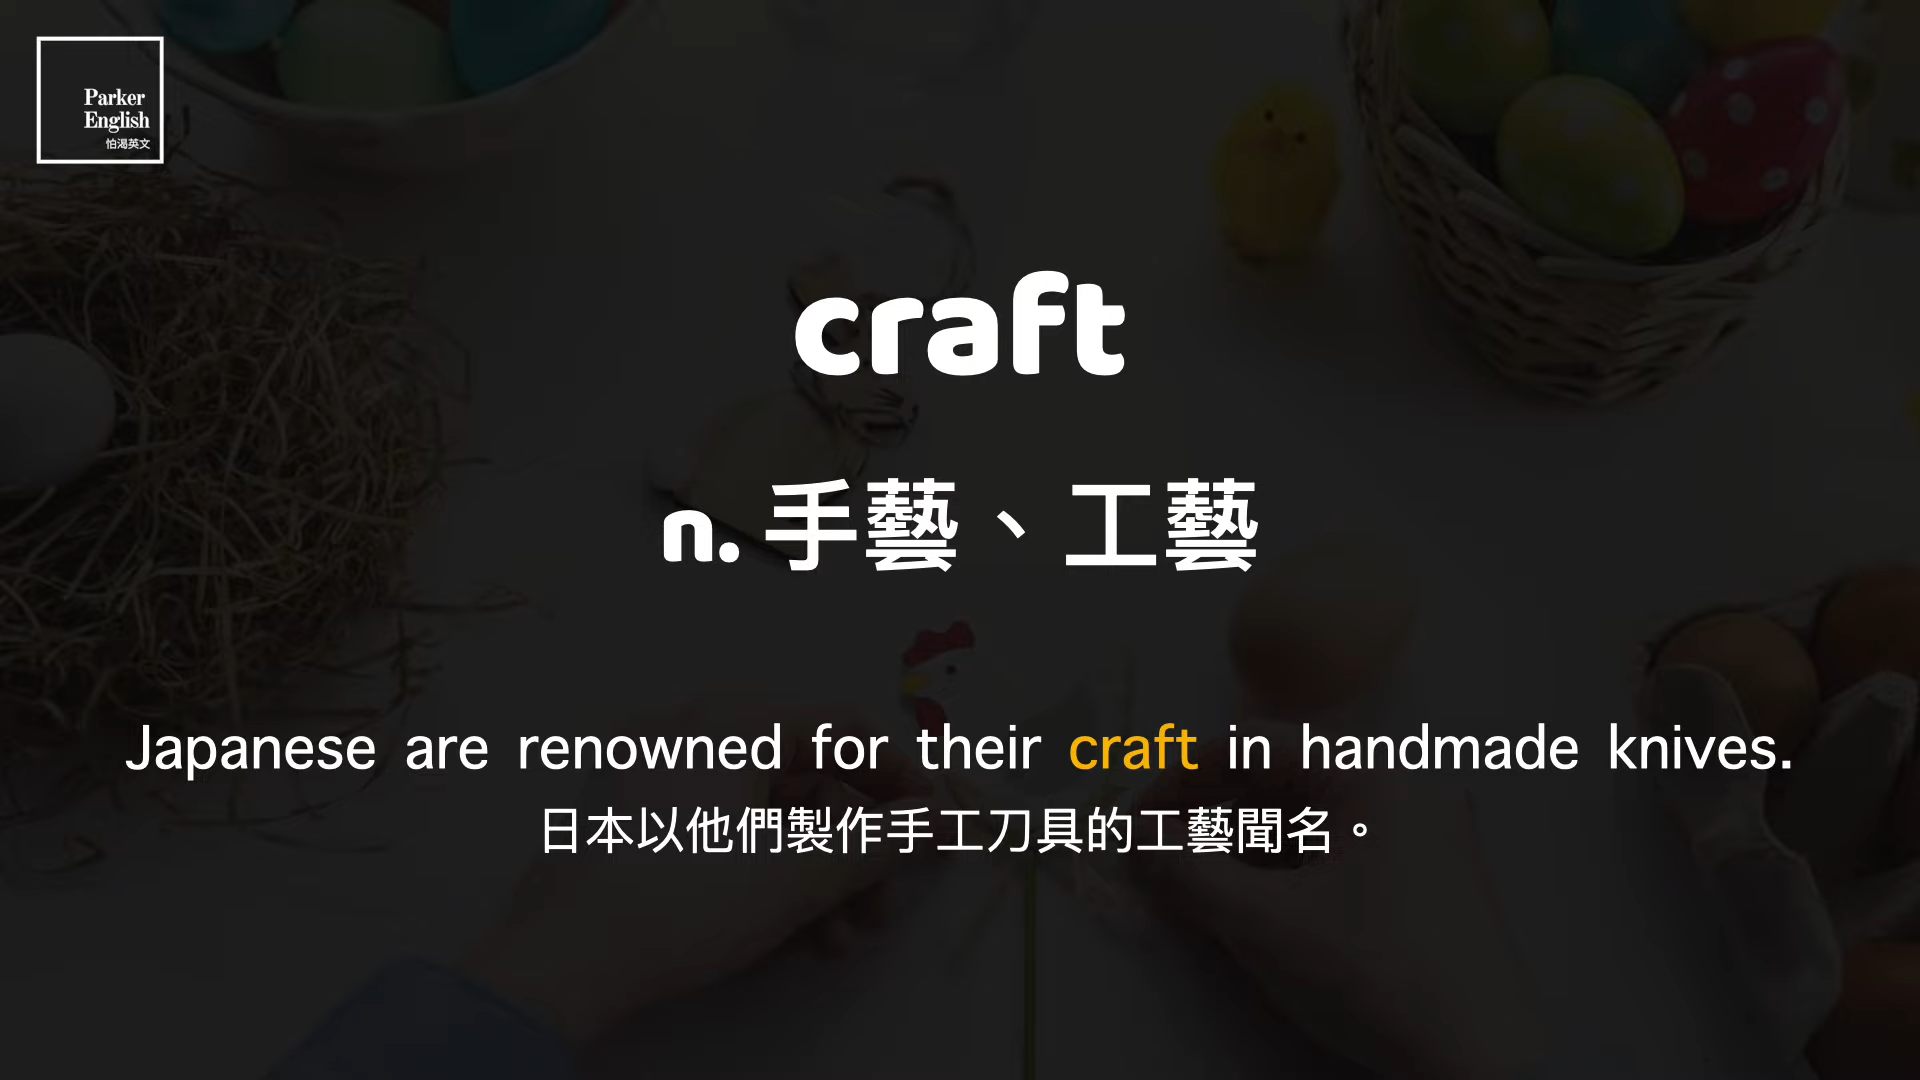 Parker
English
怕渴英文
craft
n. 手藝、工藝
Japanese are renowned for their craft in handmade knives.
日本以他們製作手工刀具的工藝聞名。